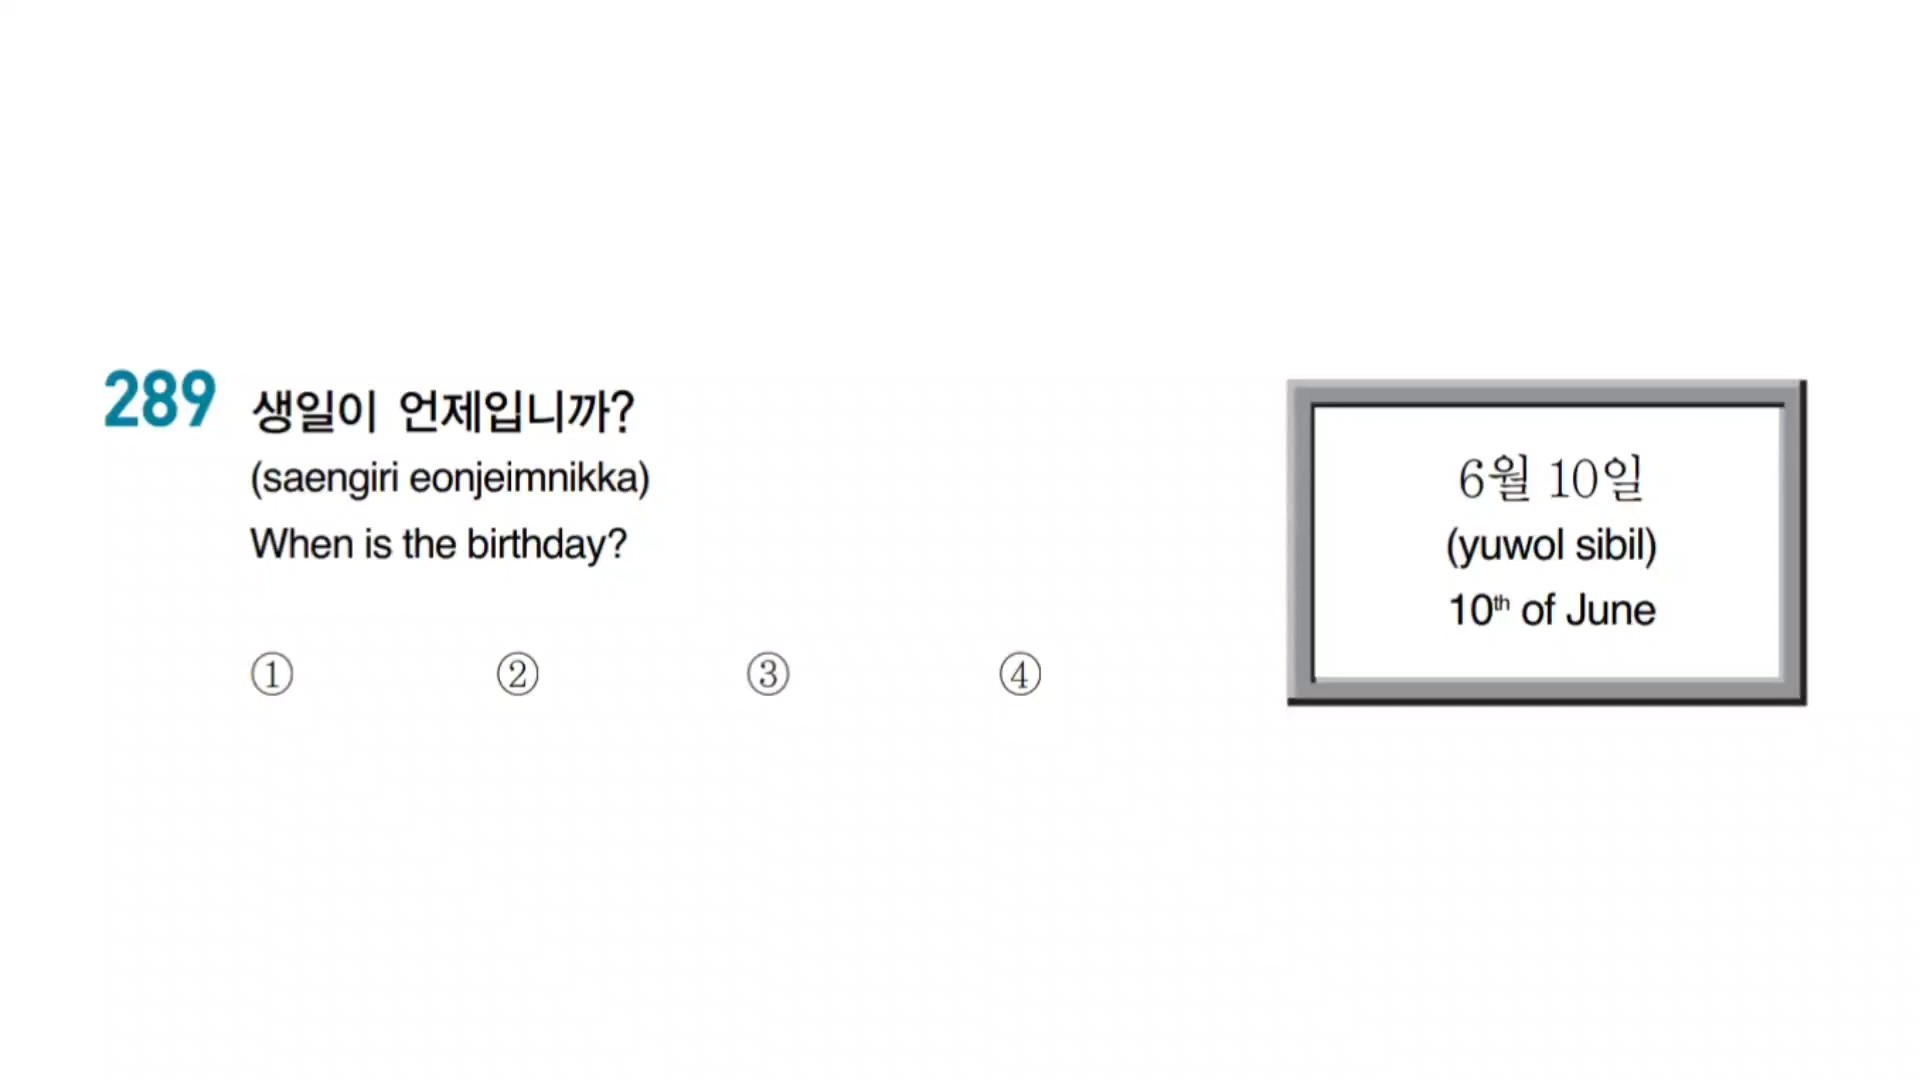 289 생일이 언제입니까?
(saengiri eonjeimnikka)
When is the birthday?
① ② ③ ④
6월 10일
(yuwol sibil)
10th of June